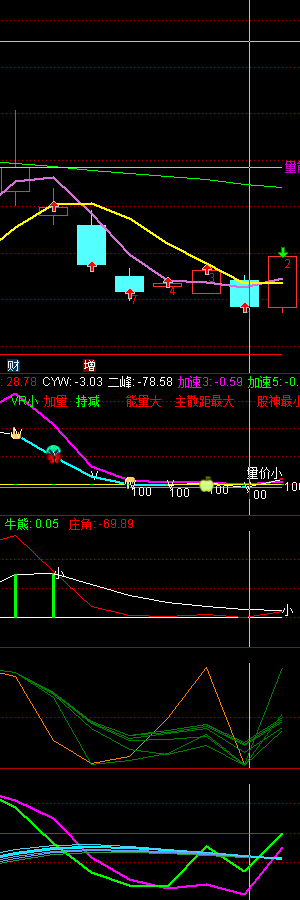 量
2
4
财 增
: 28.78 CYW: -3.03 二峰: -78.58 加速3: -0.59 加速5: -0.
VR小 加量 持减 能量大 主散距最大 股神最小
量价小
100 100 100 00 100
牛熊: 0.05 庄角: -69.89
小
小